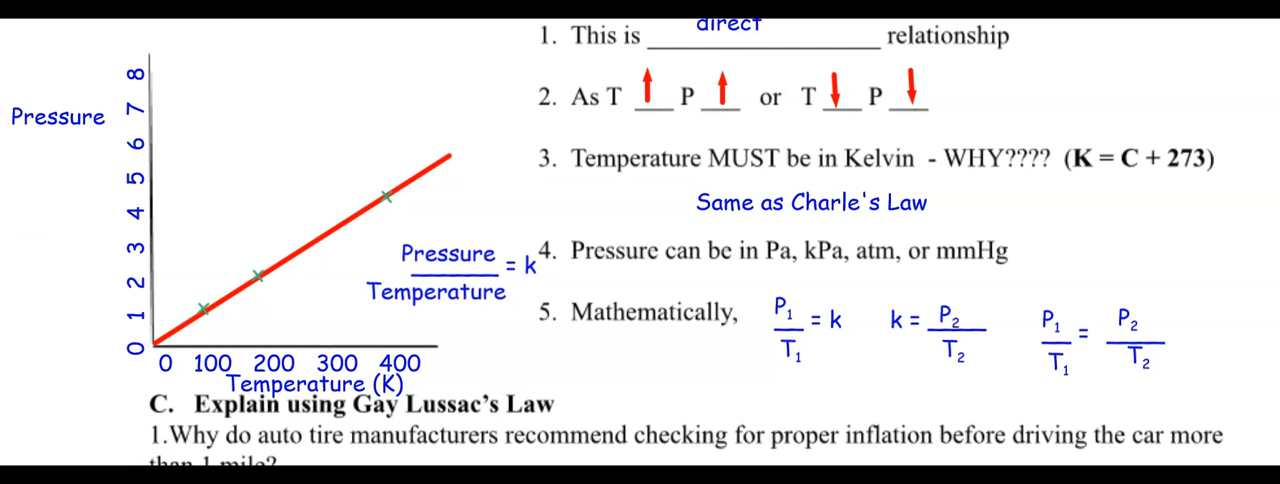 direct
1. This is ____________ relationship
8
7
6
5
4
3
2
1
0
Pressure
2. As T ↑ P ↑ or T ↓ P ↓
3. Temperature MUST be in Kelvin - WHY???? (K = C + 273)
Same as Charle's Law
Pressure
Temperature
= k
4. Pressure can be in Pa, kPa, atm, or mmHg
5. Mathematically, P1/T1 = k k = P2/T2 P1/T1 = P2/T2
0 100 200 300 400
Temperature (K)
C. Explain using Gay Lussac's Law
1.Why do auto tire manufacturers recommend checking for proper inflation before driving the car more
than 1 mile?